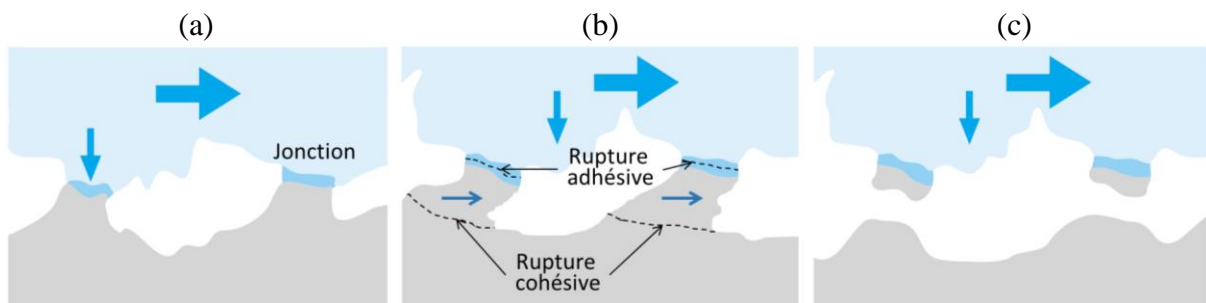 (a)
(b)
(c)
Jonction
Rupture
adhésive
Rupture
cohésive